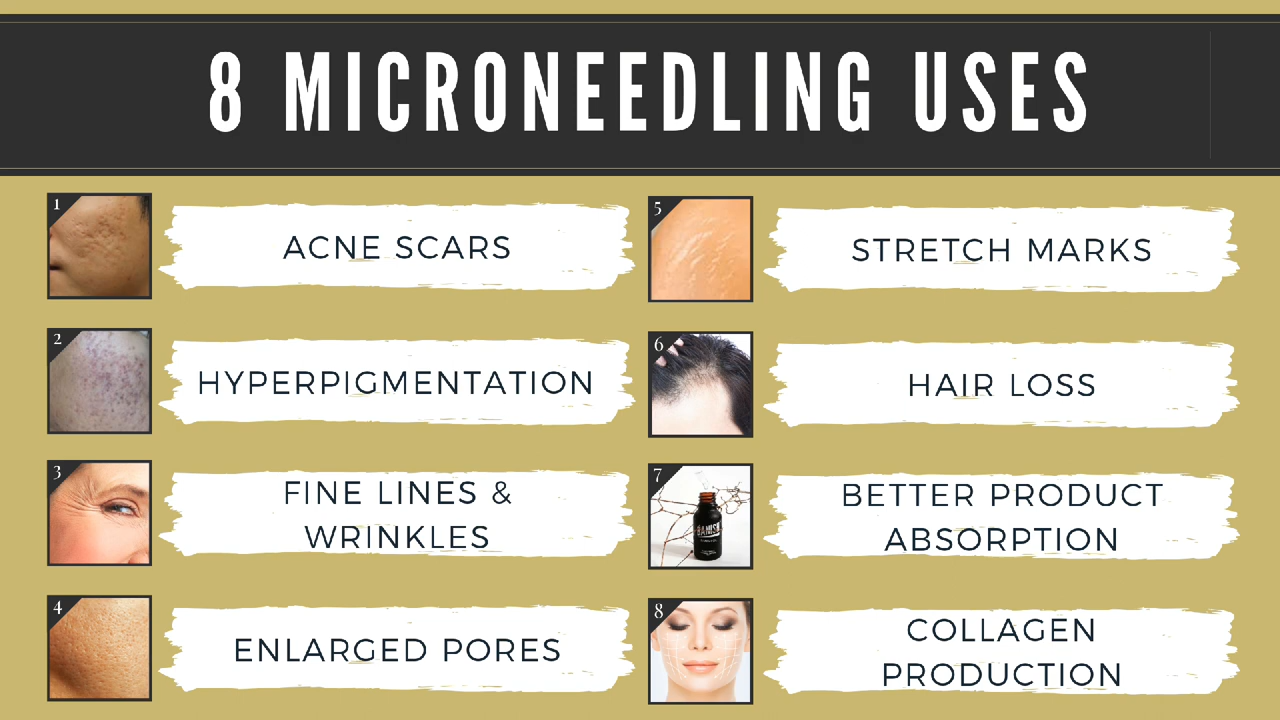 8 MICRONEEDLING USES
1
ACNE SCARS
2
HYPERPIGMENTATION
3
FINE LINES &
WRINKLES
4
ENLARGED PORES
5
STRETCH MARKS
6
HAIR LOSS
7
BANISH
BETTER PRODUCT
ABSORPTION
8
COLLAGEN
PRODUCTION